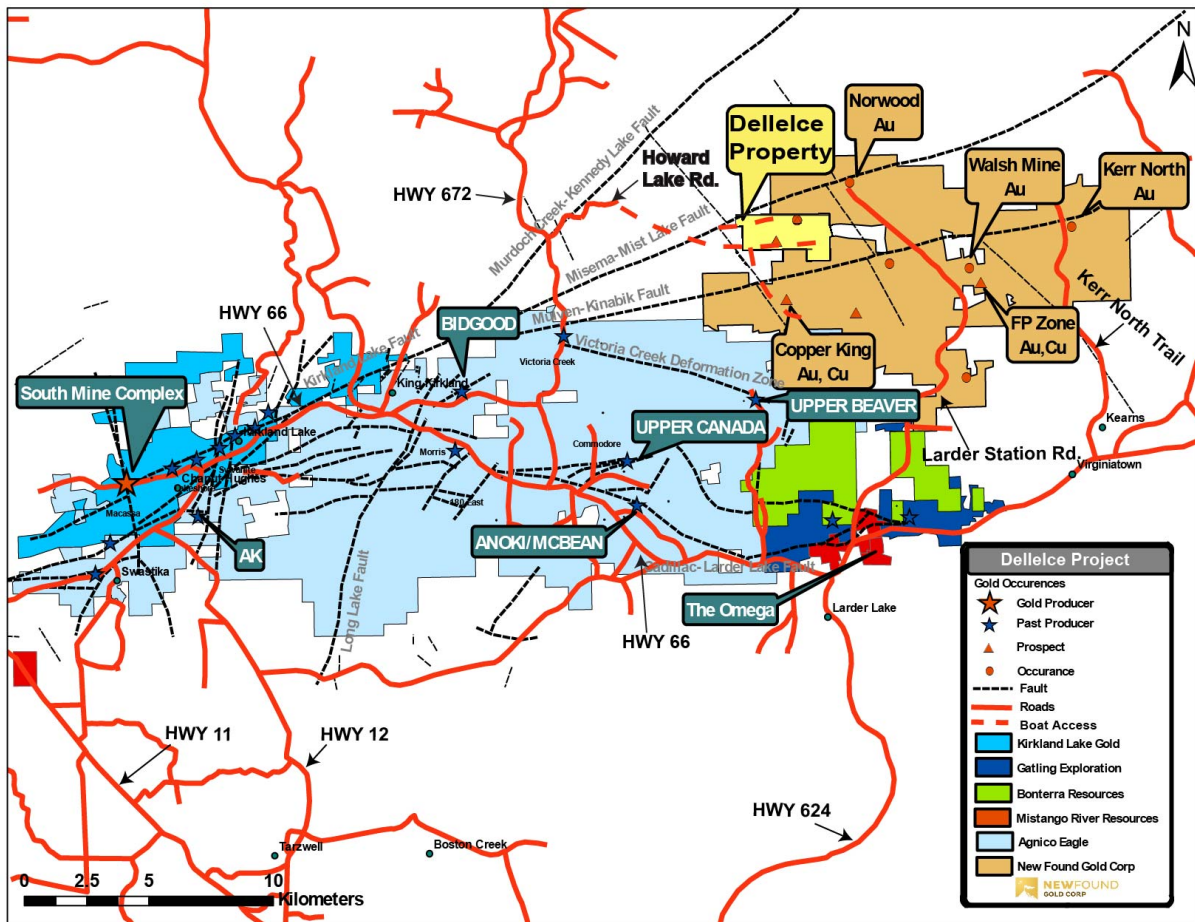 N
Norwood
Au
Dellelce
Property
Walsh Mine
Au
Kerr North
Au
Howard
Lake Rd.
HWY 672
Murdoch Creek- Kennedy Lake Fault
Misema-Mist Lake Fault
Mulven-Kinabik Fault
Kerr North Trail
HWY 66
BIDGOOD
FP Zone
Au,Cu
Copper King
Au, Cu
Kirkland Lake Fault
Victoria Creek
Victoria Creek Deformation Zone
South Mine Complex
King-Kirkland
UPPER BEAVER
UPPER CANADA
Kearns
Kirkland Lake
Commodore
Larder Station Rd.
Morris
Virginiatown
Sylvanite
Chaput Hughes
180 East
Macassa
AK
ANOKI/ MCBEAN
Swastika
Cadillac-Larder Lake Fault
Long Lake Fault
The Omega
Larder Lake
HWY 66
HWY 11
HWY 12
HWY 624
Tarzwell
Boston Creek
0 2.5 5 10
Kilometers
Dellelce Project
Gold Occurences
Gold Producer
Past Producer
Prospect
Occurance
Fault
Roads
Boat Access
Kirkland Lake Gold
Gatling Exploration
Bonterra Resources
Mistango River Resources
Agnico Eagle
New Found Gold Corp
NEWFOUND
GOLD CORP